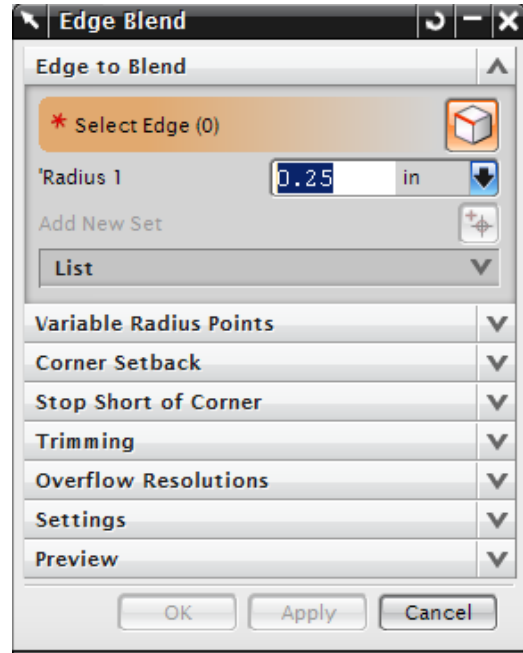 Edge Blend
Edge to Blend
* Select Edge (0)
'Radius 1 0.25 in
Add New Set
List
Variable Radius Points
Corner Setback
Stop Short of Corner
Trimming
Overflow Resolutions
Settings
Preview
OK Apply Cancel